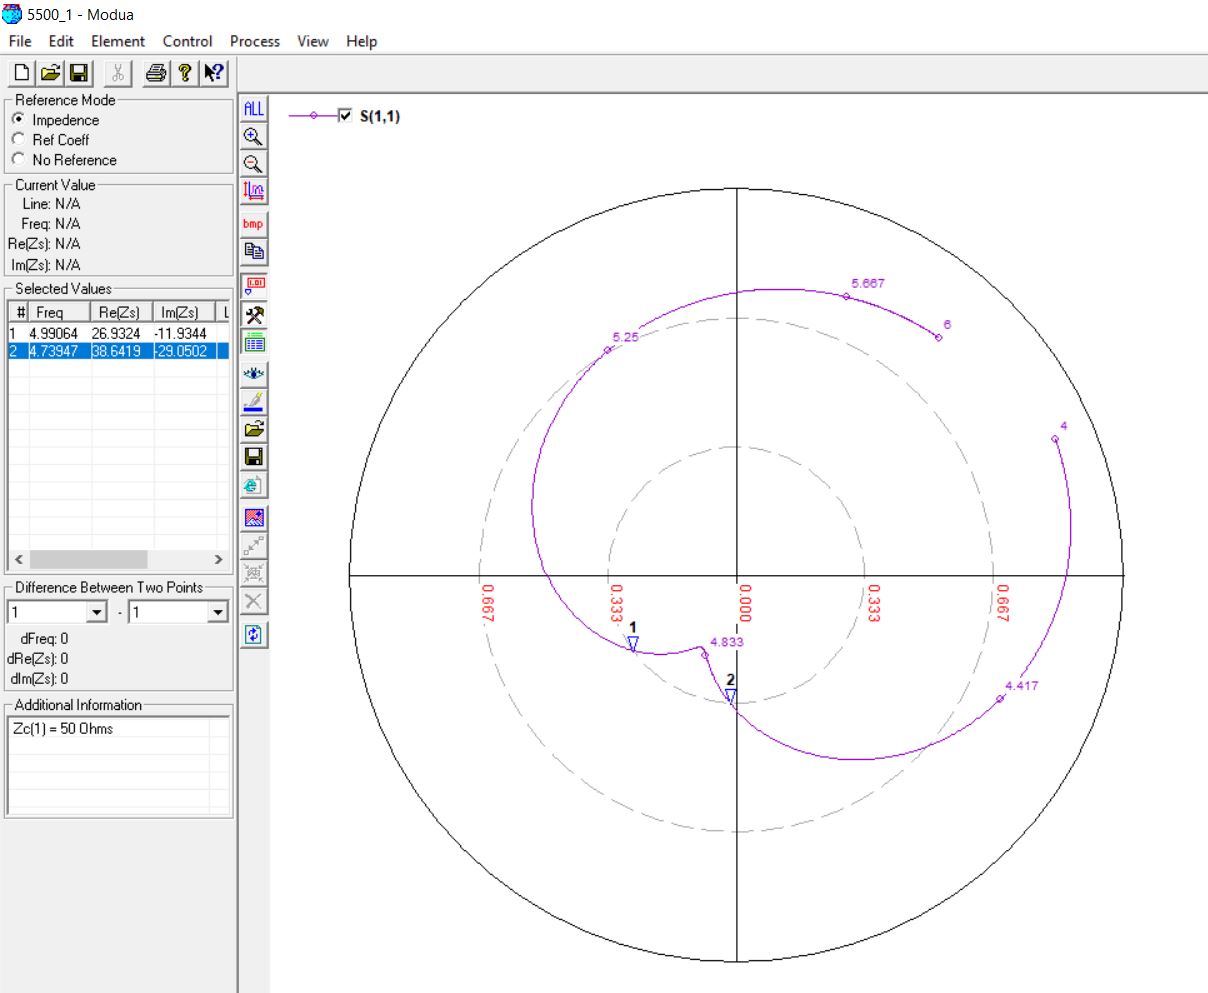 5500_1 - Modua
File Edit Element Control Process View Help
Reference Mode
Impedence
Ref Coeff
No Reference
Current Value
Line: N/A
Freq: N/A
Re(Zs): N/A
Im(Zs): N/A
Selected Values
# Freq Re(Zs) Im(Zs) L
1 4.99064 26.9324 -11.9344
2 4.73947 38.6419 -29.0502
Difference Between Two Points
1 - 1
dFreq: 0
dRe(Zs): 0
dIm(Zs): 0
Additional Information
Zc(1) = 50 Ohms
ALL
bmp
1.01
S(1,1)
5.667
6
5.25
4
0.667 0.333 0.000 0.333 0.667
1
4.833
2
4.417